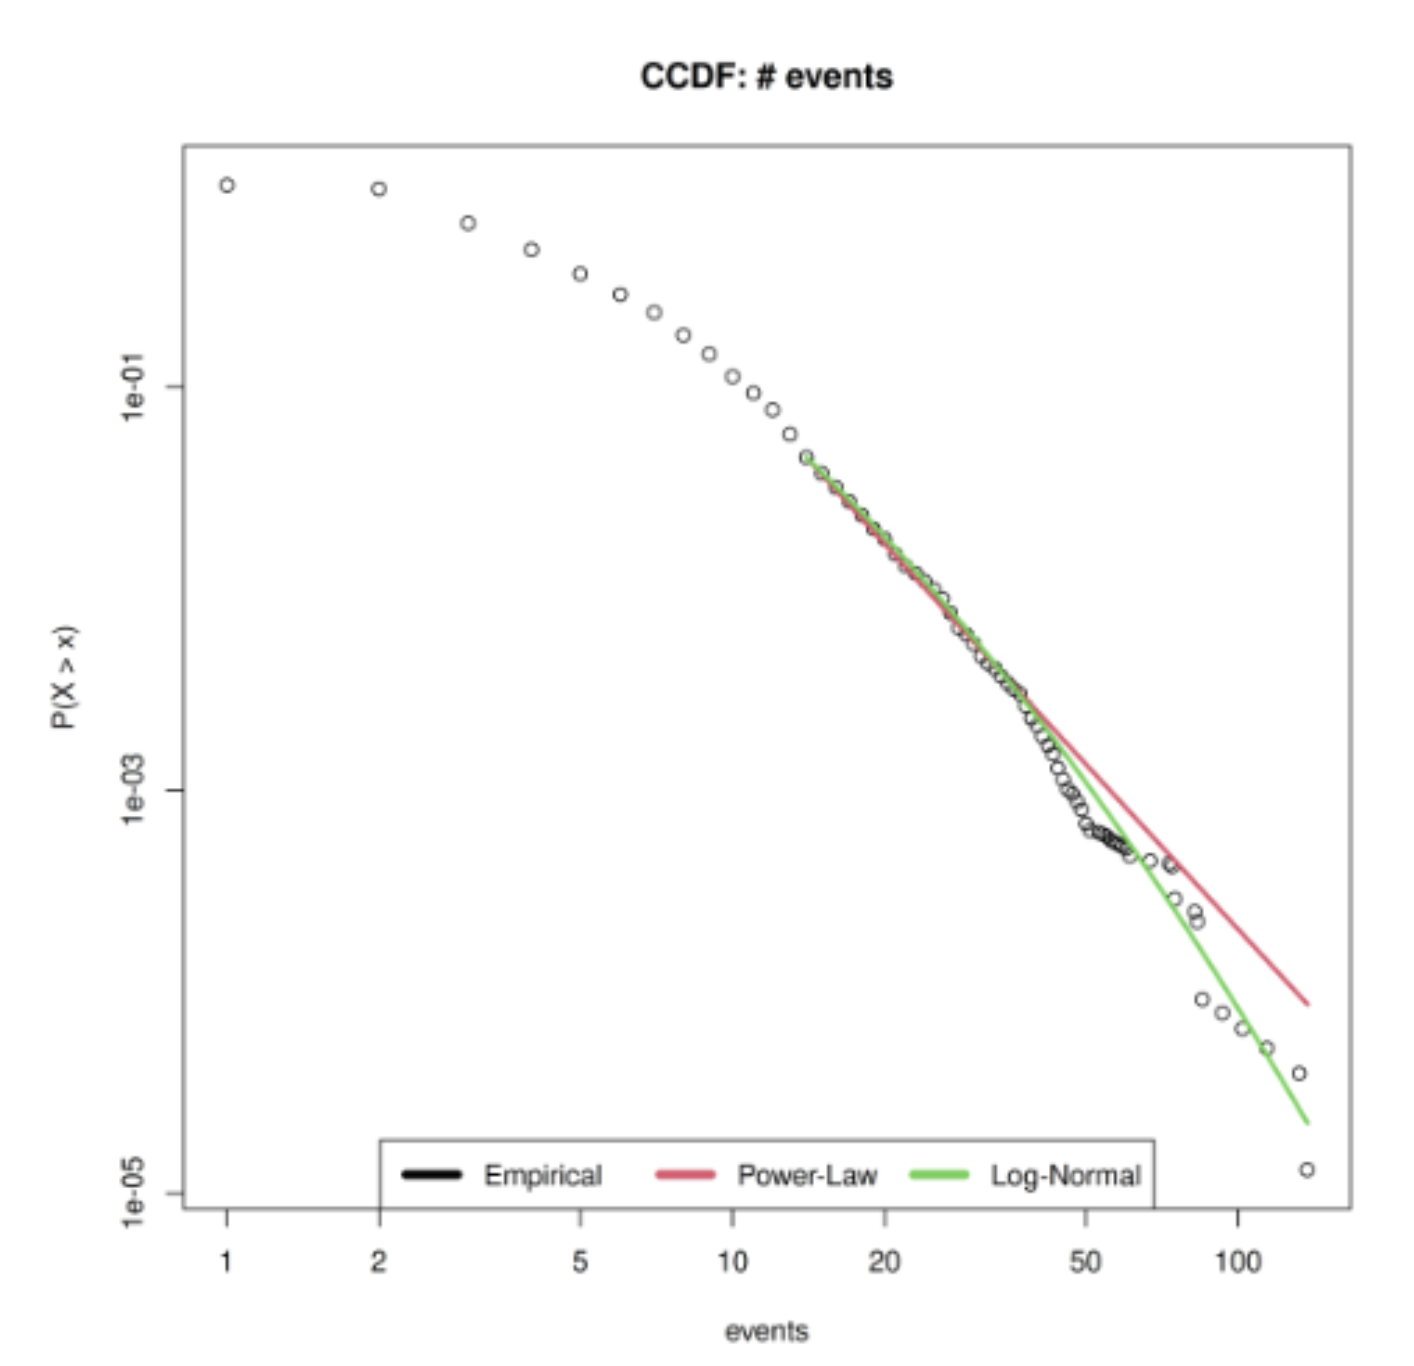 CCDF: # events
P(X > x)
1e-01
1e-03
1e-05
Empirical Power-Law Log-Normal
1 2 5 10 20 50 100
events